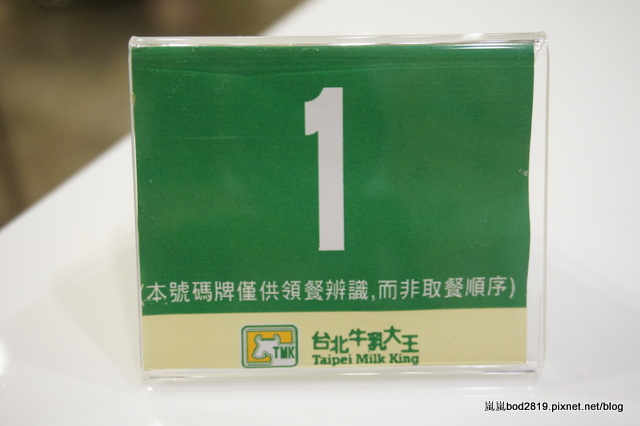 1
(本號碼牌僅供領餐辨識,而非取餐順序)
TMK
台北牛乳大王
Taipei Milk King
嵐嵐bod2819.pixnet.net/blog